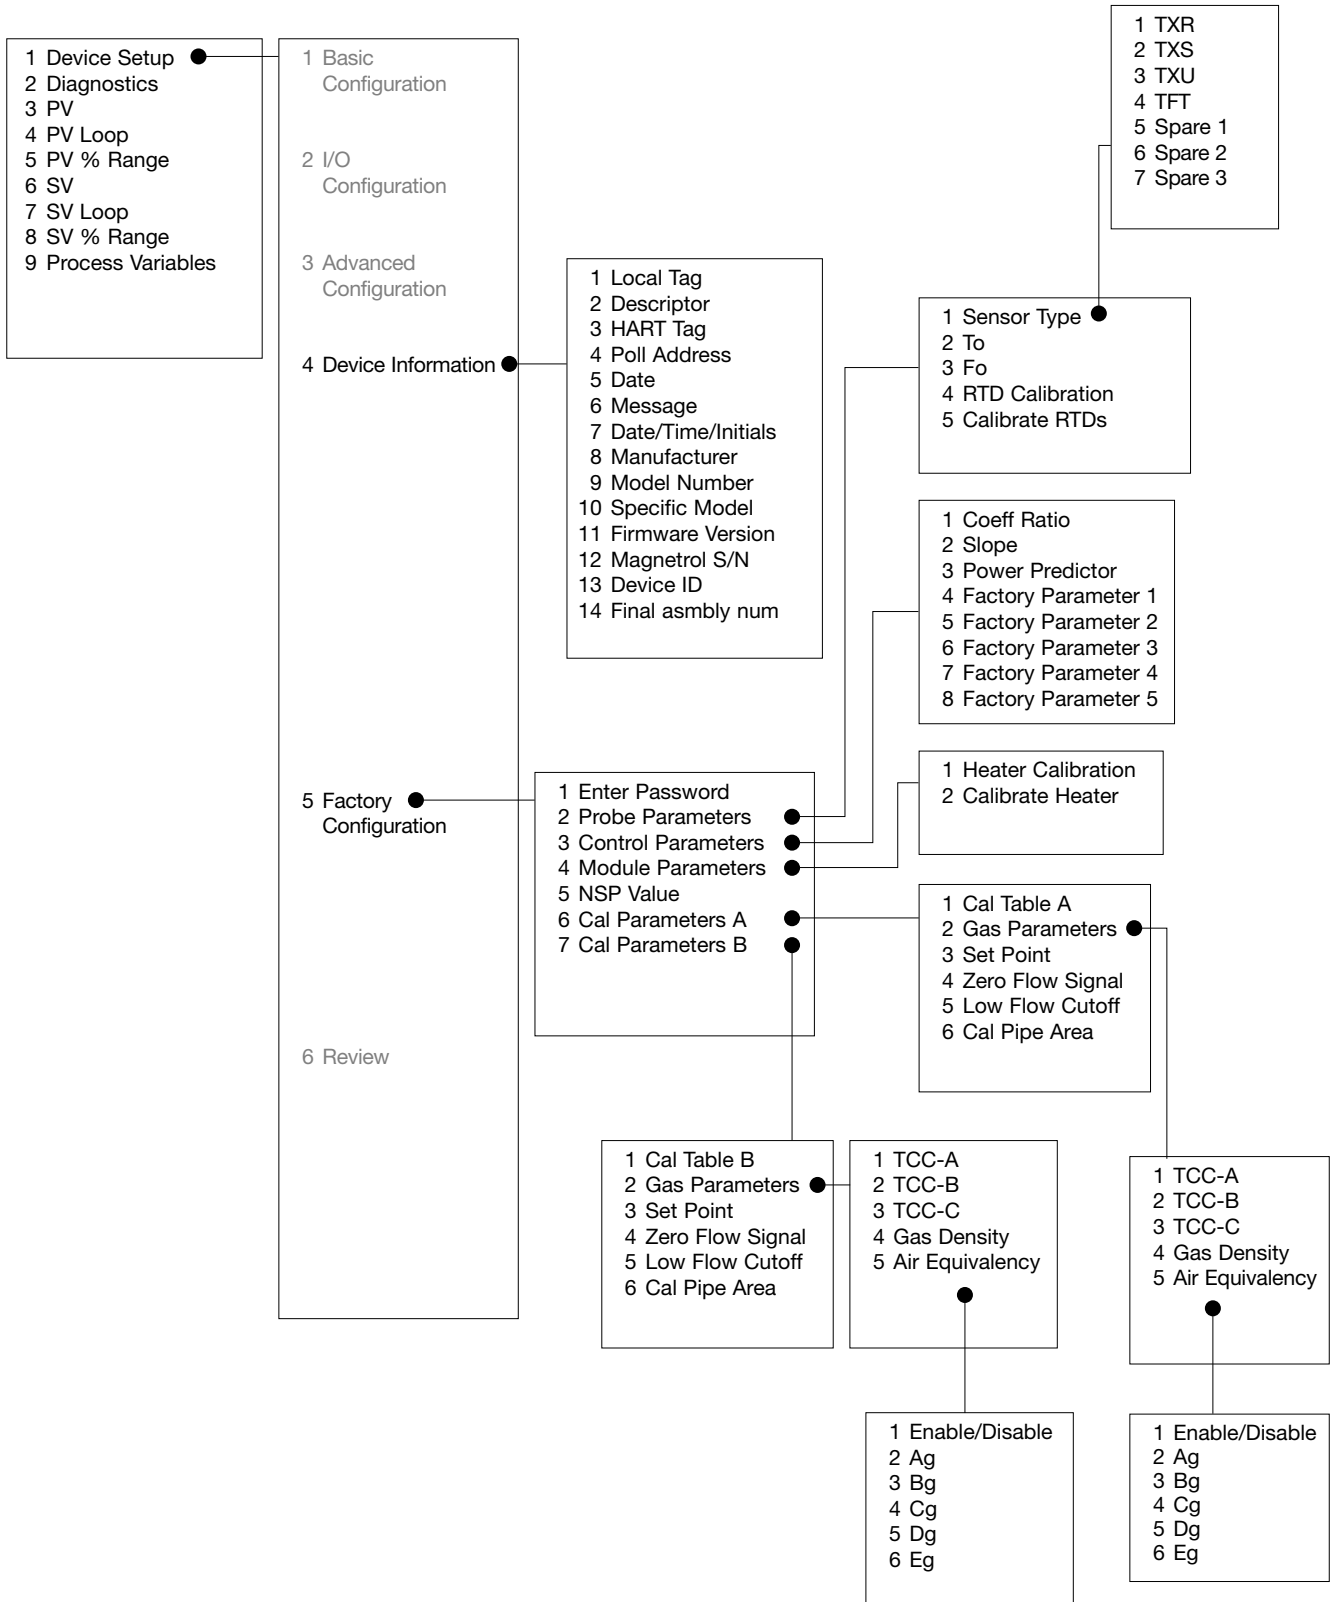 1 Device Setup
2 Diagnostics
3 PV
4 PV Loop
5 PV % Range
6 SV
7 SV Loop
8 SV % Range
9 Process Variables
1 Basic
Configuration
2 I/O
Configuration
3 Advanced
Configuration
4 Device Information
5 Factory
Configuration
6 Review
1 Local Tag
2 Descriptor
3 HART Tag
4 Poll Address
5 Date
6 Message
7 Date/Time/Initials
8 Manufacturer
9 Model Number
10 Specific Model
11 Firmware Version
12 Magnetrol S/N
13 Device ID
14 Final asmbly num
1 Enter Password
2 Probe Parameters
3 Control Parameters
4 Module Parameters
5 NSP Value
6 Cal Parameters A
7 Cal Parameters B
1 TXR
2 TXS
3 TXU
4 TFT
5 Spare 1
6 Spare 2
7 Spare 3
1 Sensor Type
2 To
3 Fo
4 RTD Calibration
5 Calibrate RTDs
1 Coeff Ratio
2 Slope
3 Power Predictor
4 Factory Parameter 1
5 Factory Parameter 2
6 Factory Parameter 3
7 Factory Parameter 4
8 Factory Parameter 5
1 Heater Calibration
2 Calibrate Heater
1 Cal Table A
2 Gas Parameters
3 Set Point
4 Zero Flow Signal
5 Low Flow Cutoff
6 Cal Pipe Area
1 Cal Table B
2 Gas Parameters
3 Set Point
4 Zero Flow Signal
5 Low Flow Cutoff
6 Cal Pipe Area
1 TCC-A
2 TCC-B
3 TCC-C
4 Gas Density
5 Air Equivalency
1 TCC-A
2 TCC-B
3 TCC-C
4 Gas Density
5 Air Equivalency
1 Enable/Disable
2 Ag
3 Bg
4 Cg
5 Dg
6 Eg
1 Enable/Disable
2 Ag
3 Bg
4 Cg
5 Dg
6 Eg